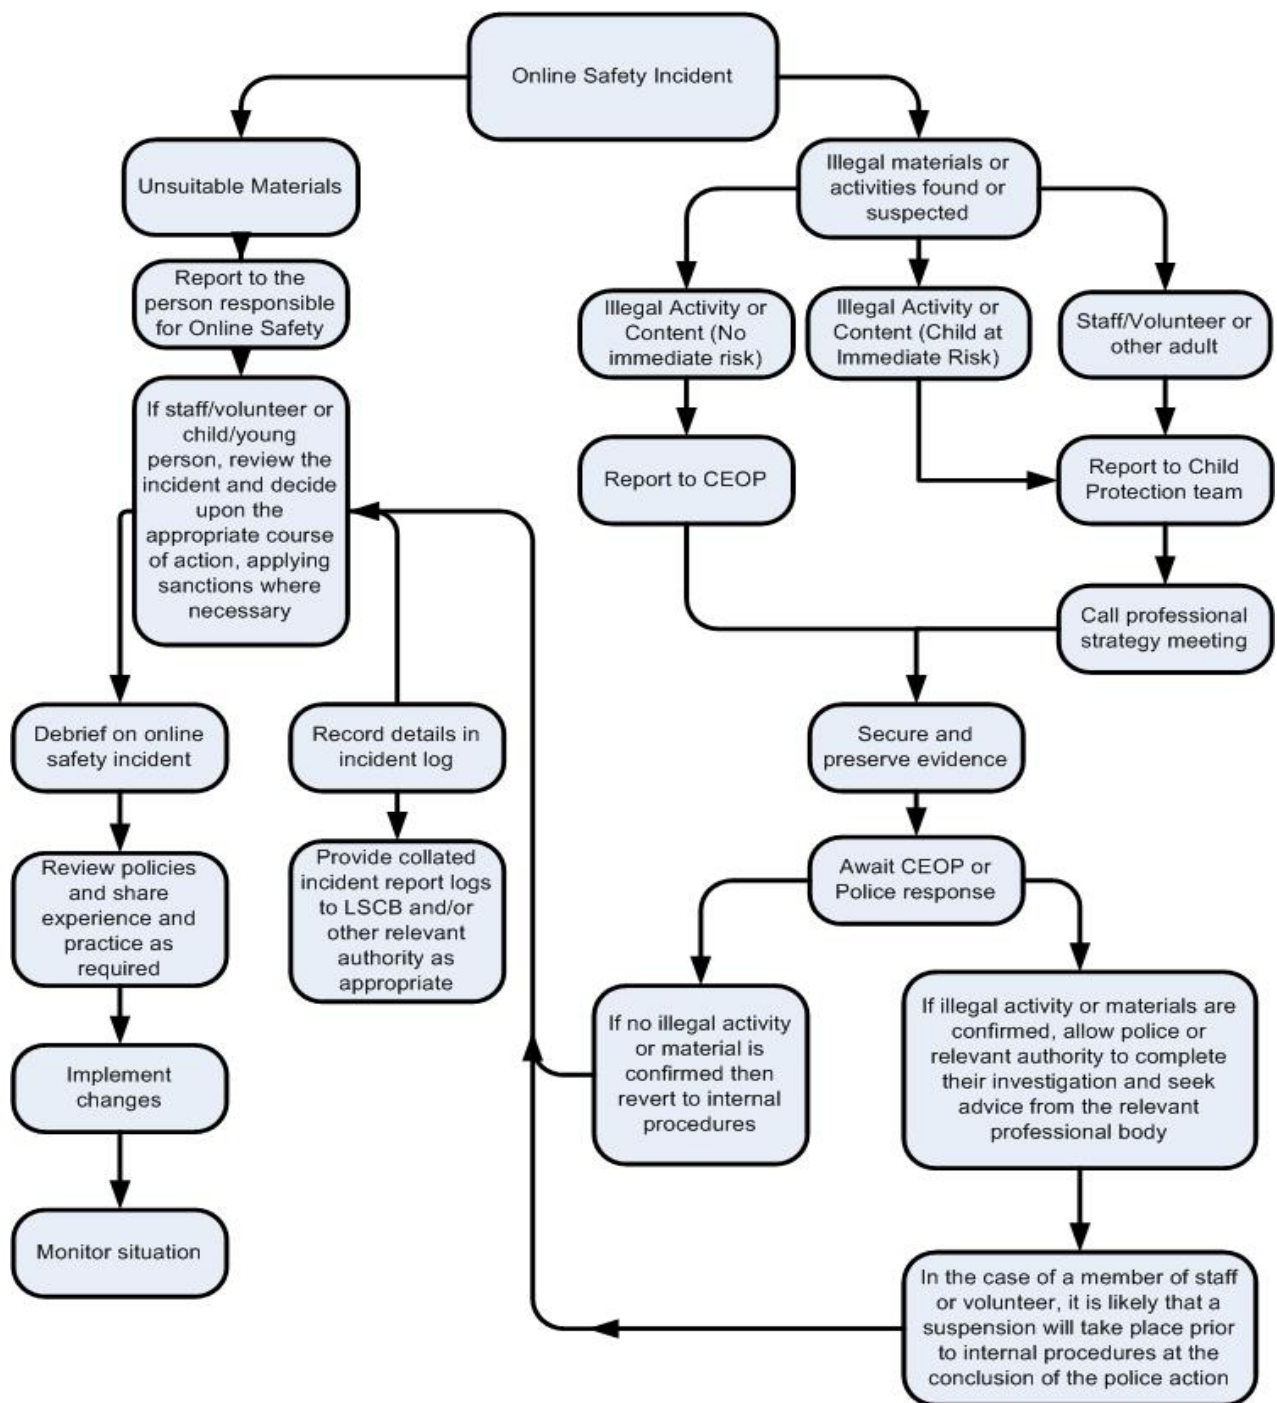 Online Safety Incident
Unsuitable Materials
Illegal materials or
activities found or
suspected
Report to the
person responsible
for Online Safety
Illegal Activity or
Content (No
immediate risk)
Illegal Activity or
Content (Child at
Immediate Risk)
Staff/Volunteer or
other adult
If staff/volunteer or
child/young
person, review the
incident and decide
upon the
appropriate course
of action, applying
sanctions where
necessary
Report to CEOP
Report to Child
Protection team
Call professional
strategy meeting
Debrief on online
safety incident
Record details in
incident log
Secure and
preserve evidence
Review policies
and share
experience and
practice as
required
Provide collated
incident report logs
to LSCB and/or
other relevant
authority as
appropriate
Await CEOP or
Police response
If no illegal activity
or material is
confirmed then
revert to internal
procedures
If illegal activity or materials are
confirmed, allow police or
relevant authority to complete
their investigation and seek
advice from the relevant
professional body
Implement
changes
Monitor situation
In the case of a member of staff
or volunteer, it is likely that a
suspension will take place prior
to internal procedures at the
conclusion of the police action